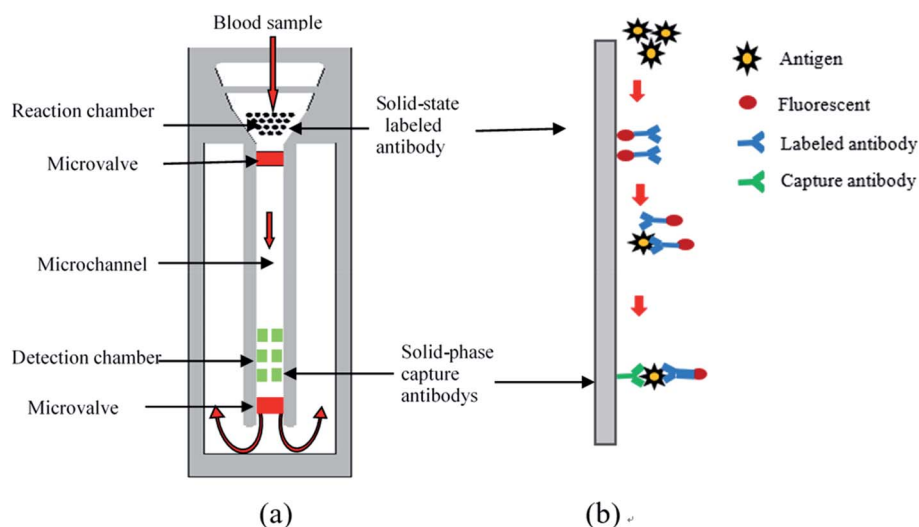 Blood sample
Reaction chamber
Solid-state
labeled
antibody
Microvalve
Microchannel
Detection chamber
Solid-phase
capture
antibodys
Microvalve
(a)
Antigen
Fluorescent
Labeled antibody
Capture antibody
(b)